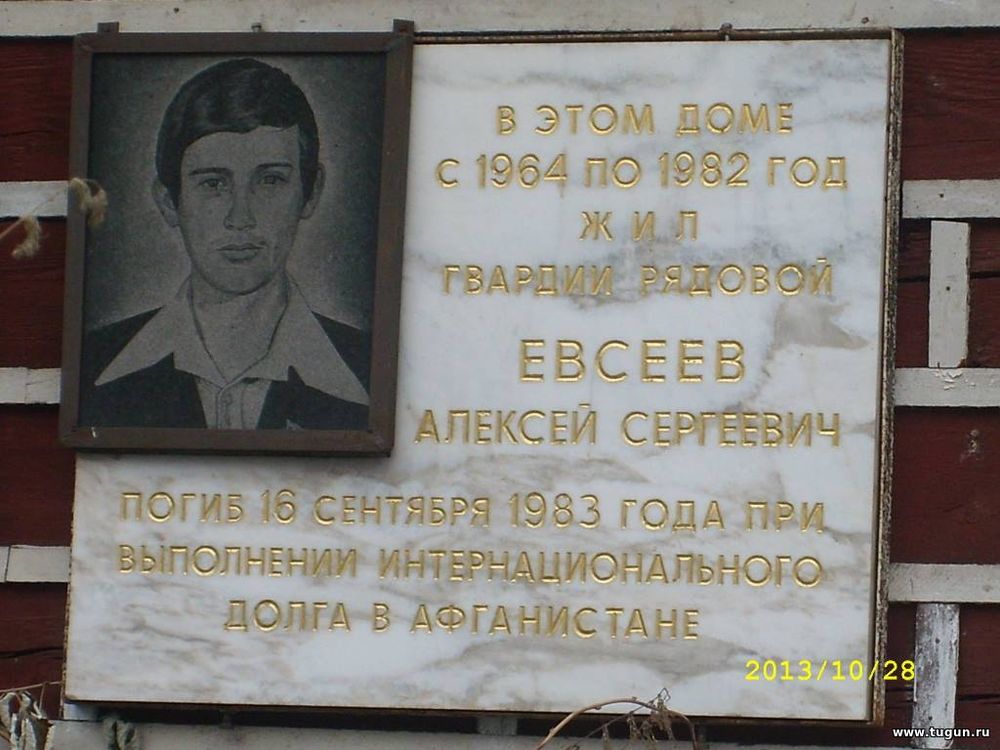 В ЭТОМ ДОМЕ
С 1964 ПО 1982 ГОД
ЖИЛ
ГВАРДИИ РЯДОВОЙ
ЕВСЕЕВ
АЛЕКСЕЙ СЕРГЕЕВИЧ
ПОГИБ 16 СЕНТЯБРЯ 1983 ГОДА ПРИ
ВЫПОЛНЕНИИ ИНТЕРНАЦИОНАЛЬНОГО
ДОЛГА В АФГАНИСТАНЕ
2013/10/28
www.tugun.ru